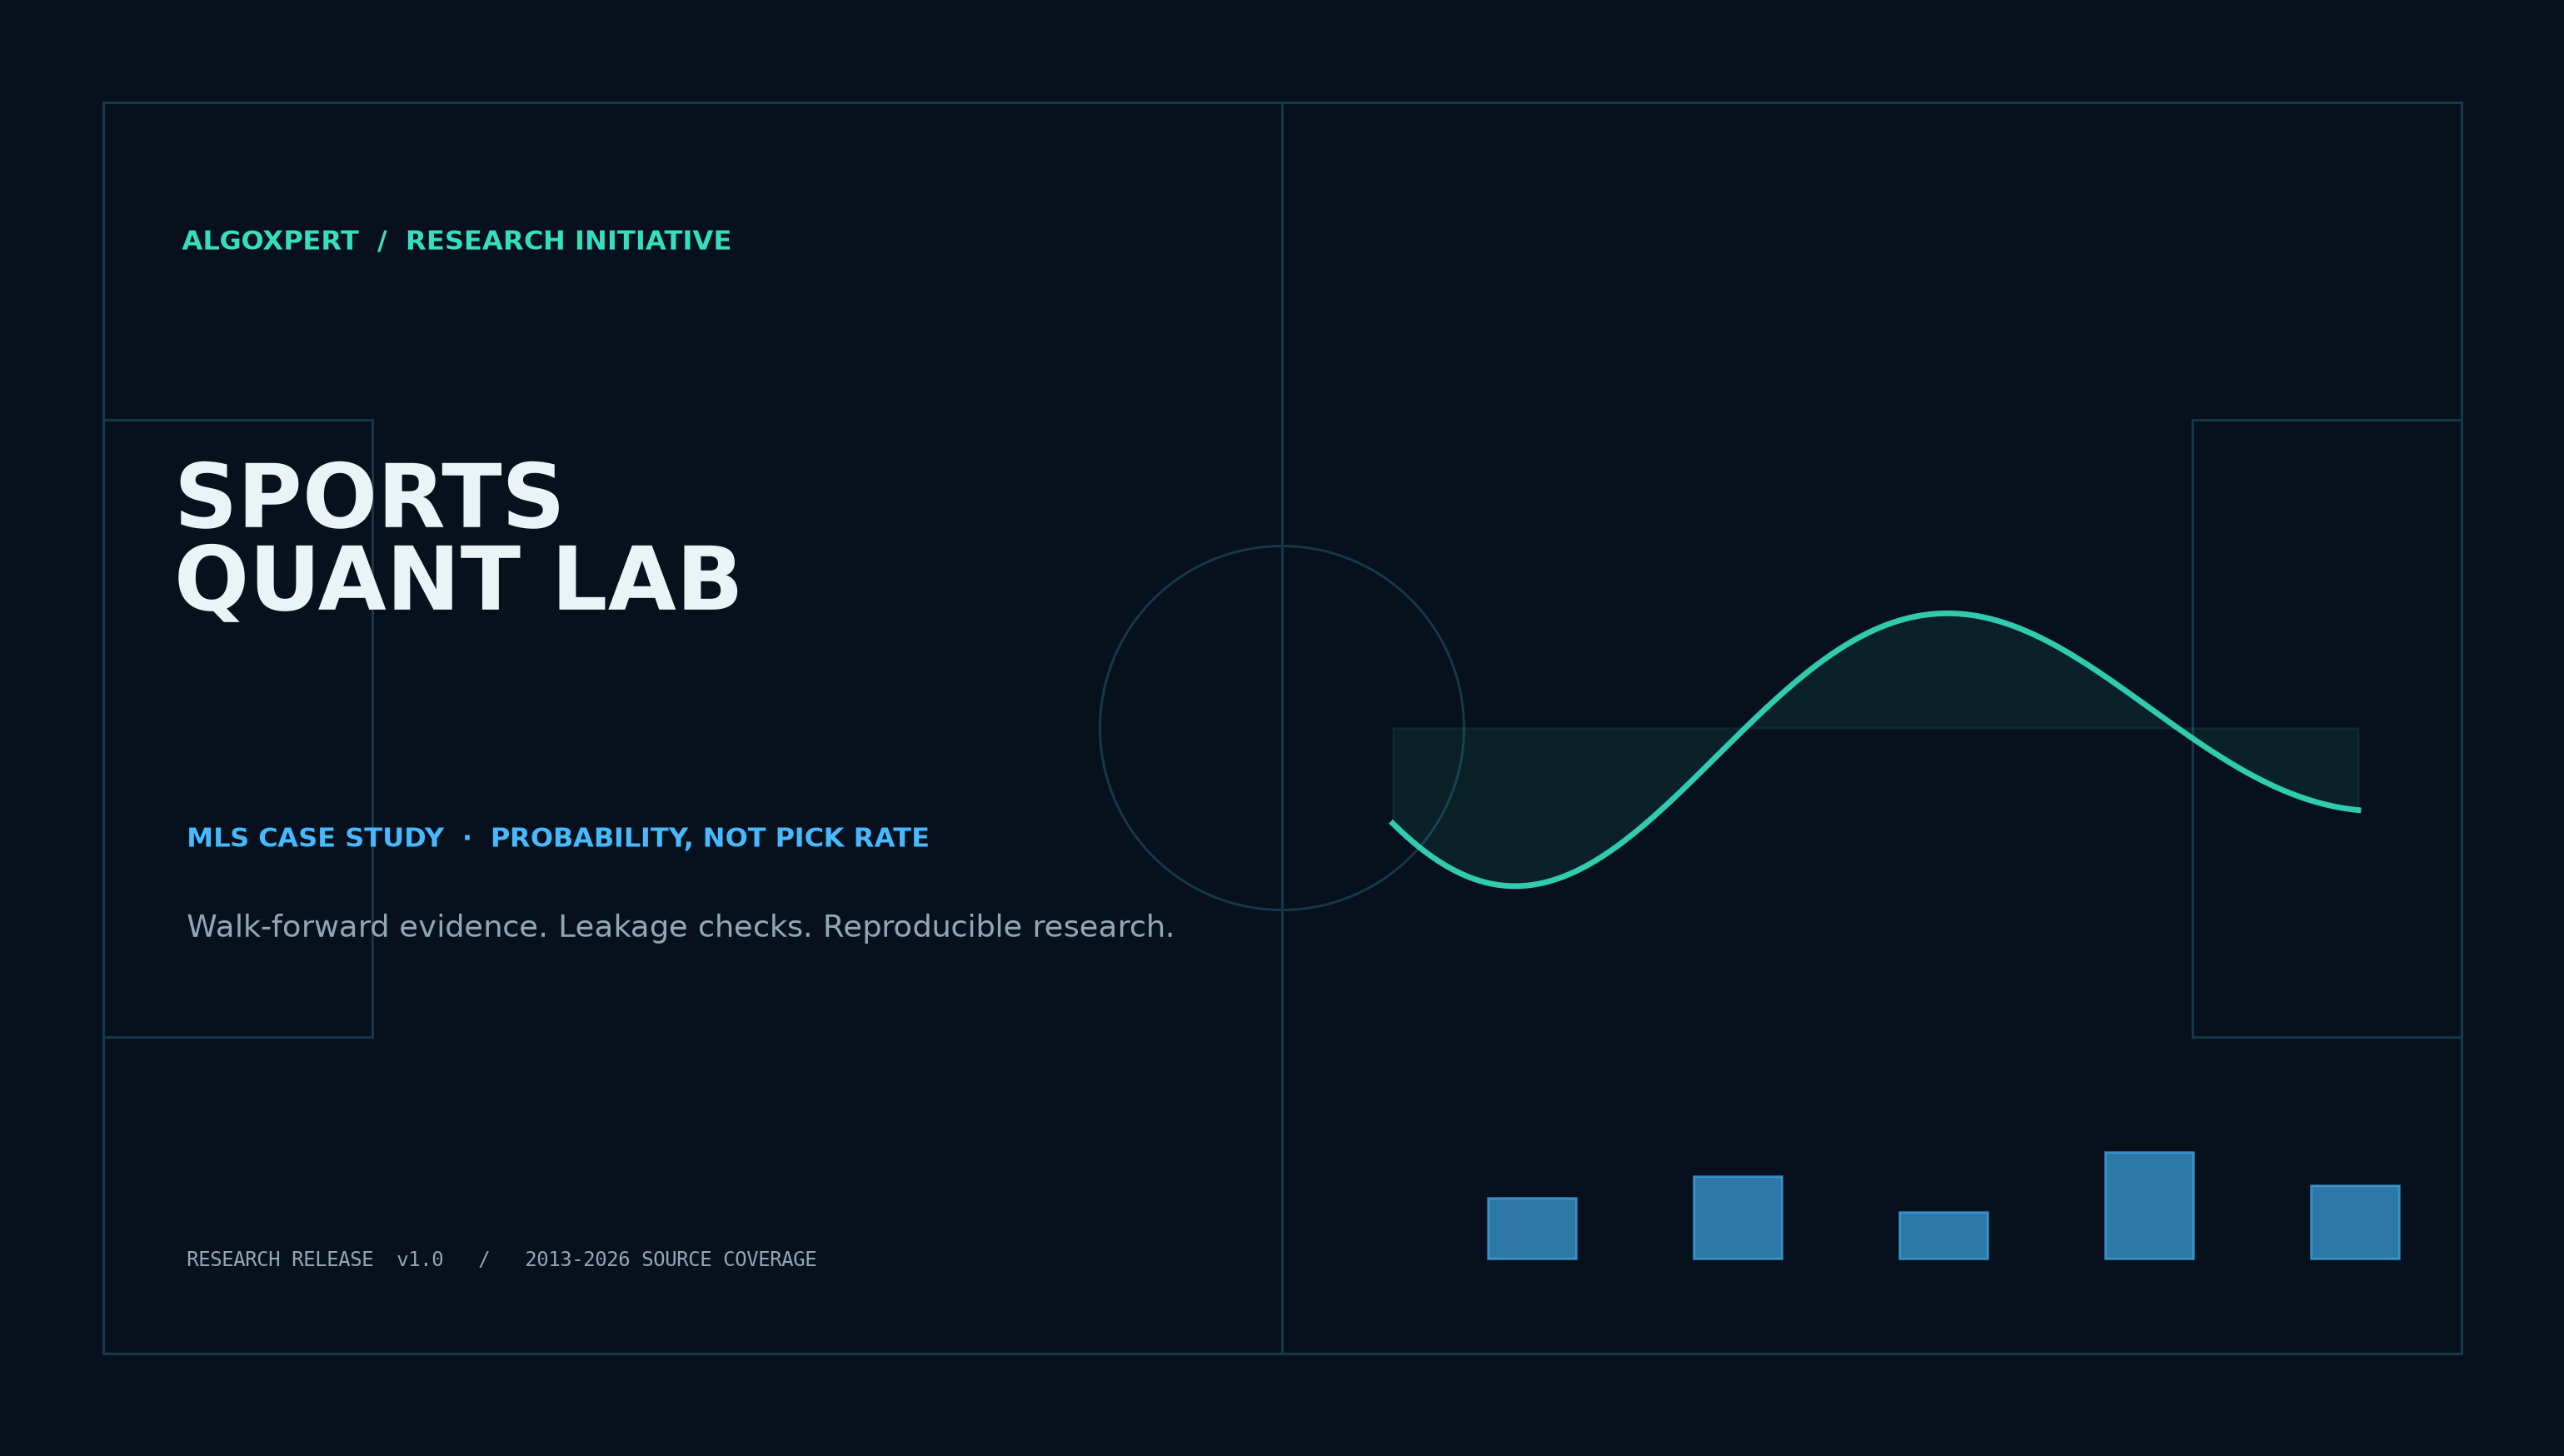 ALGOXPERT / RESEARCH INITIATIVE
SPORTS
QUANT LAB
MLS CASE STUDY · PROBABILITY, NOT PICK RATE
Walk-forward evidence. Leakage checks. Reproducible research.
RESEARCH RELEASE v1.0 / 2013-2026 SOURCE COVERAGE